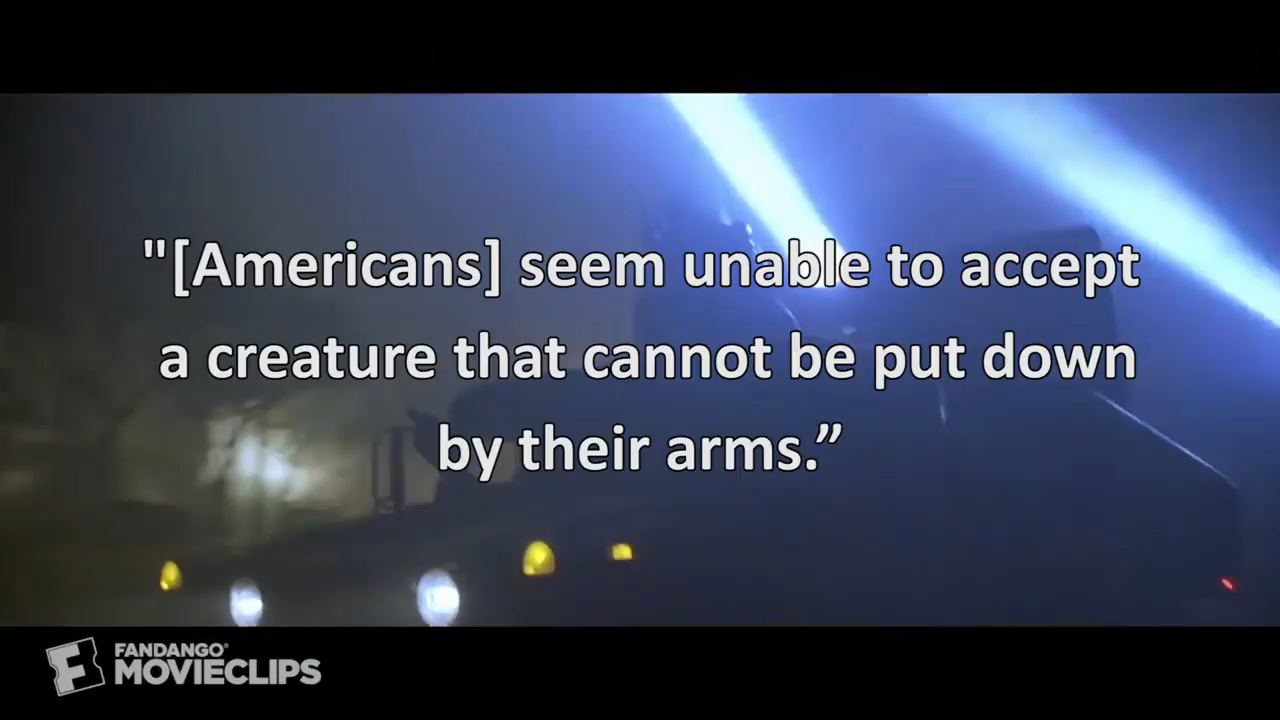 "[Americans] seem unable to accept
a creature that cannot be put down
by their arms.”
FANDANGO®
MOVIECLIPS